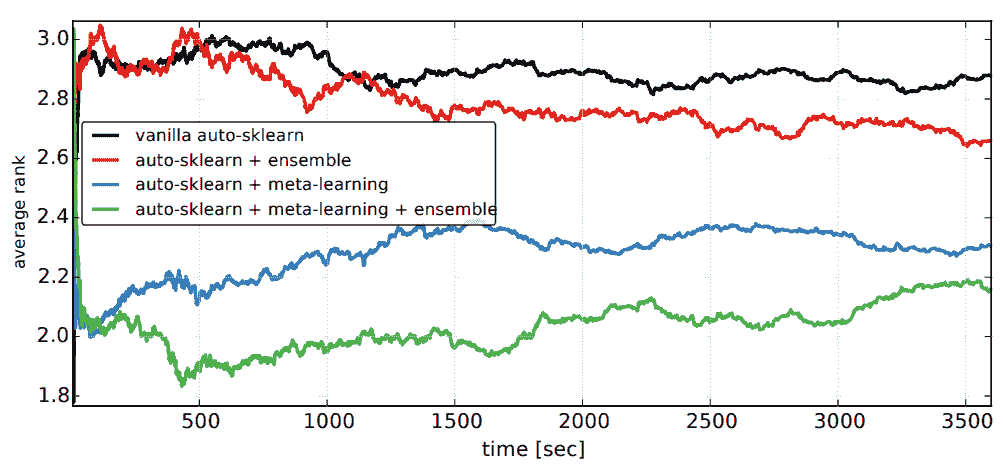 3.0
2.8
2.6
2.4
2.2
2.0
1.8
average rank
vanilla auto-sklearn
auto-sklearn + ensemble
auto-sklearn + meta-learning
auto-sklearn + meta-learning + ensemble
500 1000 1500 2000 2500 3000 3500
time [sec]